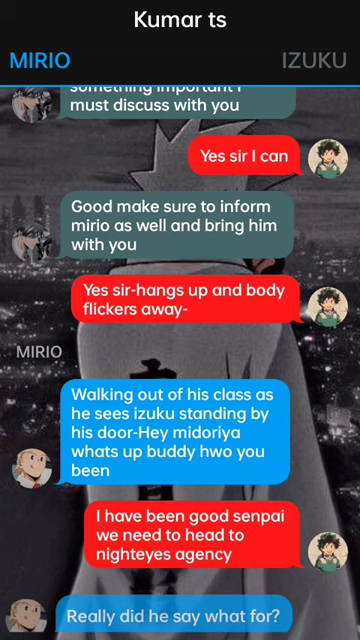 Kumar ts
MIRIO
IZUKU
something important i
must discuss with you
Yes sir I can
Good make sure to inform
mirio as well and bring him
with you
Yes sir-hangs up and body
flickers away-
MIRIO
Walking out of his class as
he sees izuku standing by
his door-Hey midoriya
whats up buddy hwo you
been
I have been good senpai
we need to head to
nighteyes agency
Really did he say what for?